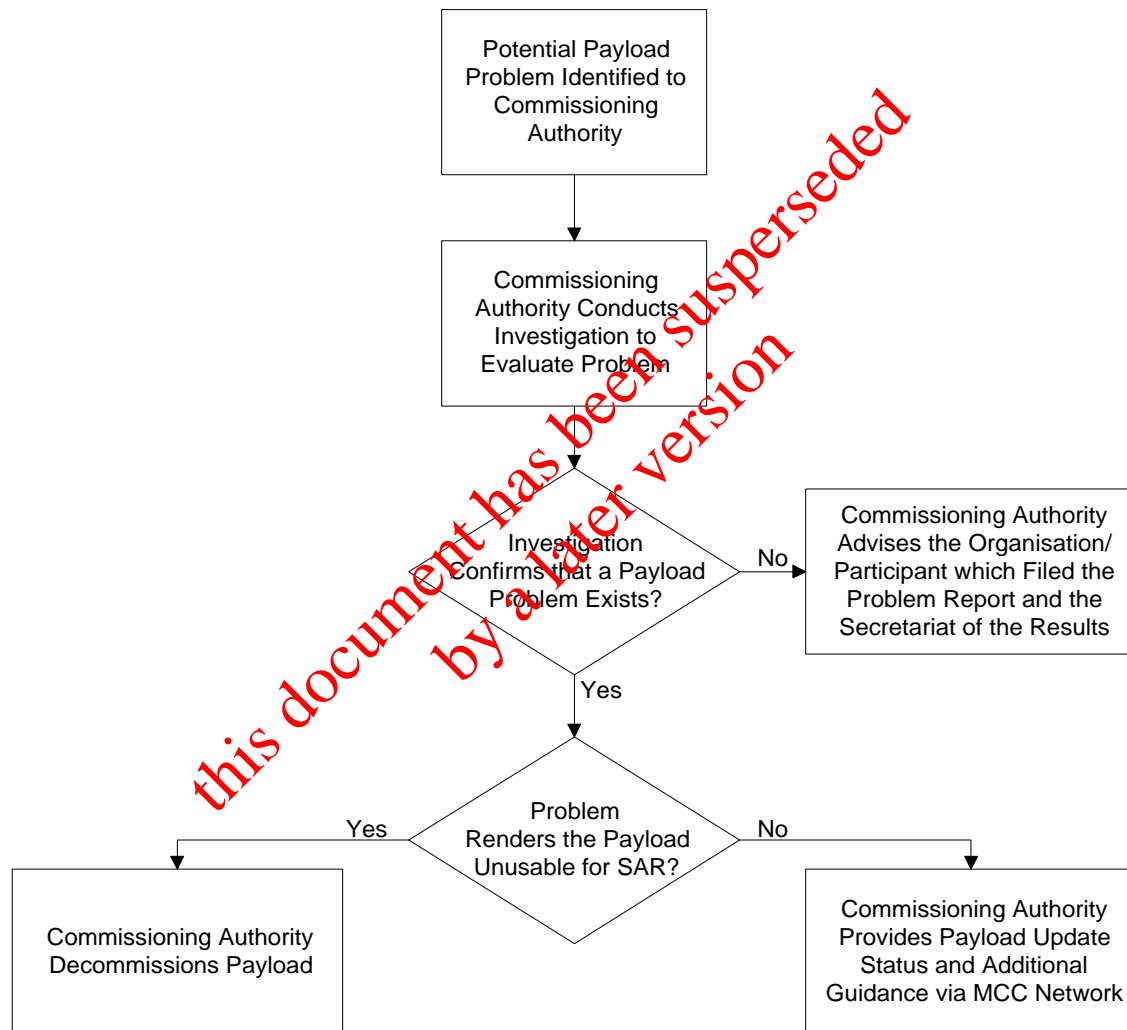 Potential Payload
Problem Identified to
Commissioning
Authority
Commissioning
Authority Conducts
Investigation to
Evaluate Problem
Investigation
Confirms that a Payload
Problem Exists?
No
Commissioning Authority
Advises the Organisation/
Participant which Filed the
Problem Report and the
Secretariat of the Results
Yes
Problem
Renders the Payload
Unusable for SAR?
Yes
No
Commissioning Authority
Decommissions Payload
Commissioning Authority
Provides Payload Update
Status and Additional
Guidance via MCC Network
this document has been superseded
by a later version